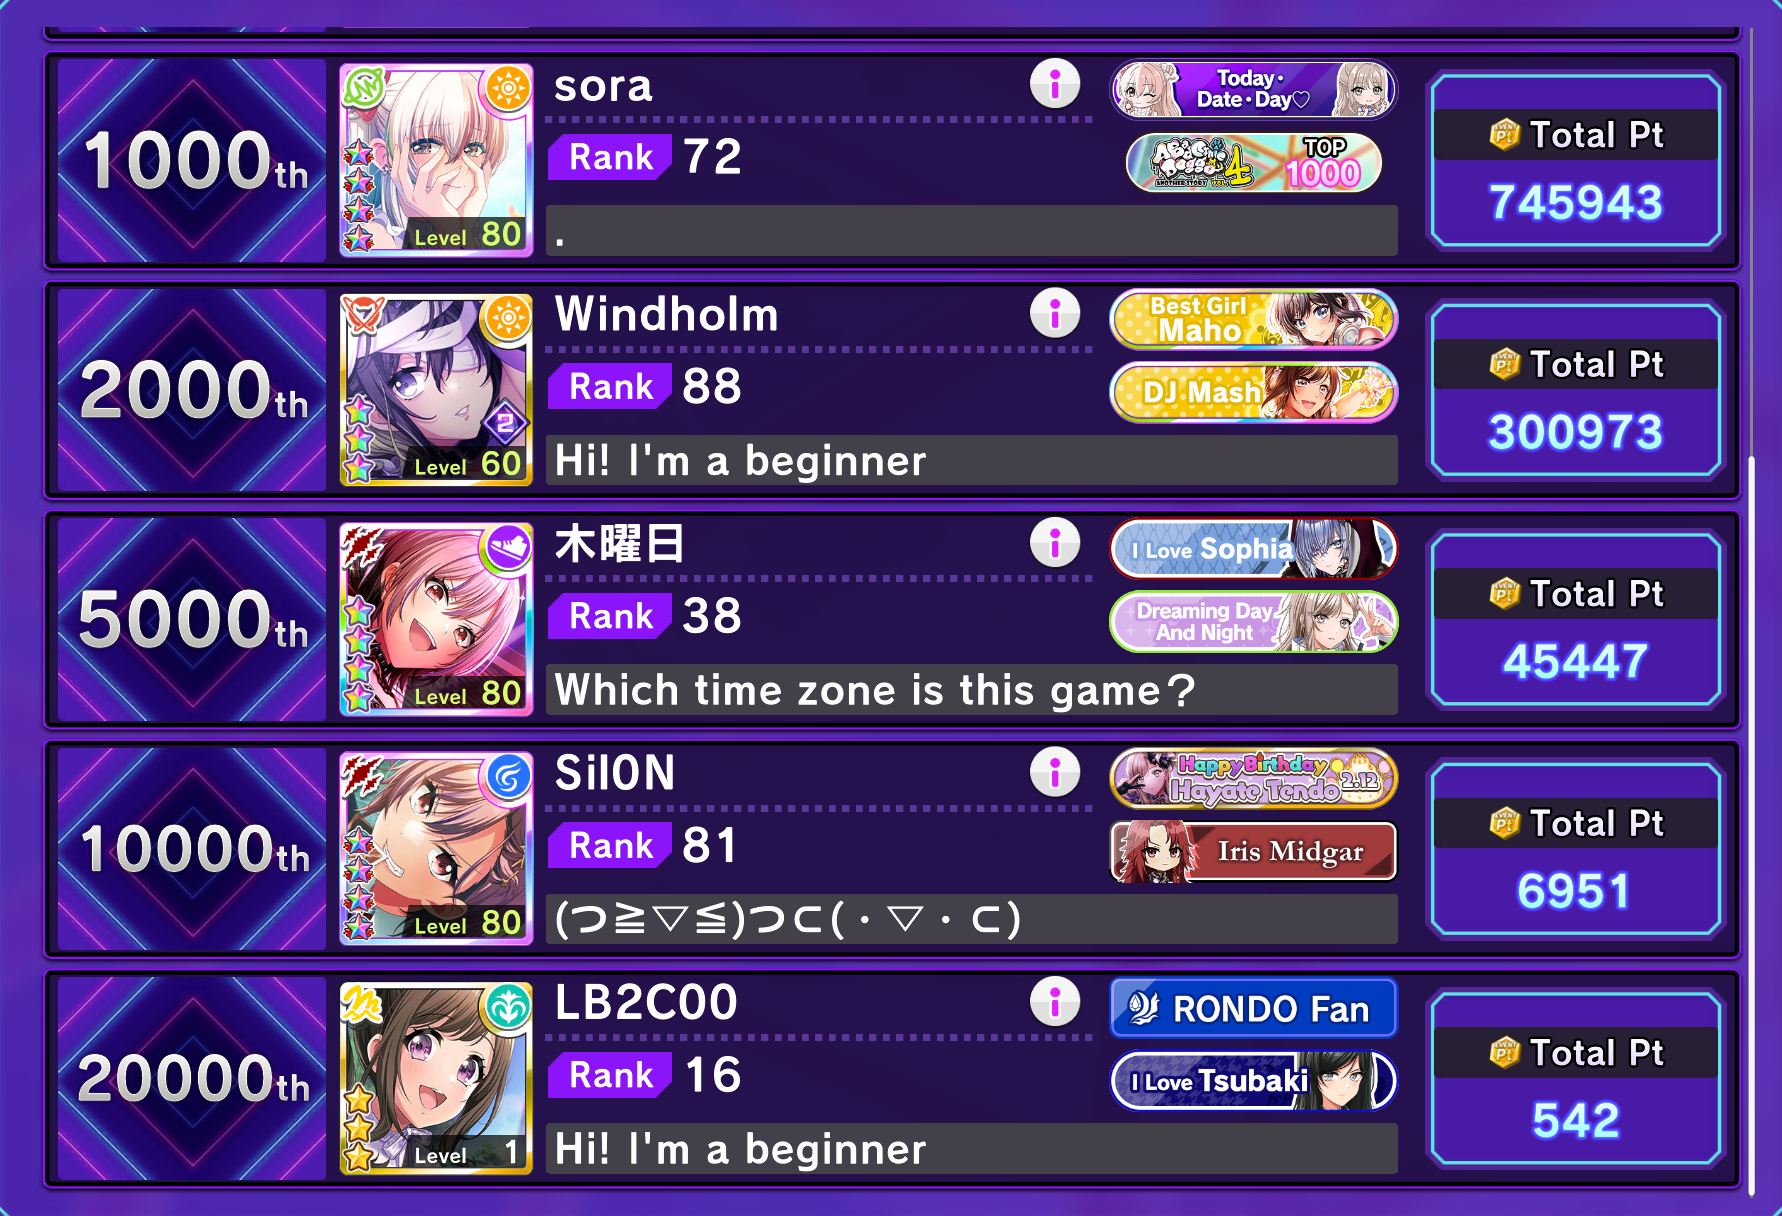 1000th
sora
Rank 72
.
Level 80
Today・
Date・Day♡
TOP
1000
Total Pt
745943
2000th
Windholm
Rank 88
Hi! I'm a beginner
2
Level 60
Best Girl
Maho
DJ Mash
Total Pt
300973
5000th
木曜日
Rank 38
Which time zone is this game？
Level 80
I Love Sophia
Dreaming Day
And Night
Total Pt
45447
10000th
Sil0N
Rank 81
(つ≧▽≦)つ⊂(・▽・⊂)
Level 80
Happy Birthday
Hayate Tendo 2.12
Iris Midgar
Total Pt
6951
20000th
LB2C00
Rank 16
Hi! I'm a beginner
Level 1
RONDO Fan
I Love Tsubaki
Total Pt
542